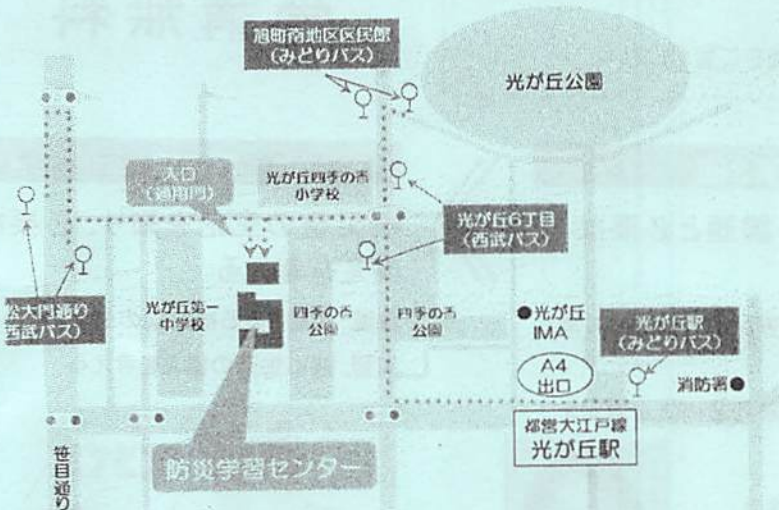 旭町南地区区民館
(みどりバス)
光が丘公園
入口
(通用門)
光が丘四季の香
小学校
光が丘6丁目
(西武バス)
松大門通り
西武バス)
光が丘第一
中学校
四季の香
公園
四季の香
公園
●光が丘
IMA
光が丘駅
(みどりバス)
A4
出口
消防署●
都営大江戸線
光が丘駅
防災学習センター
笹目通り